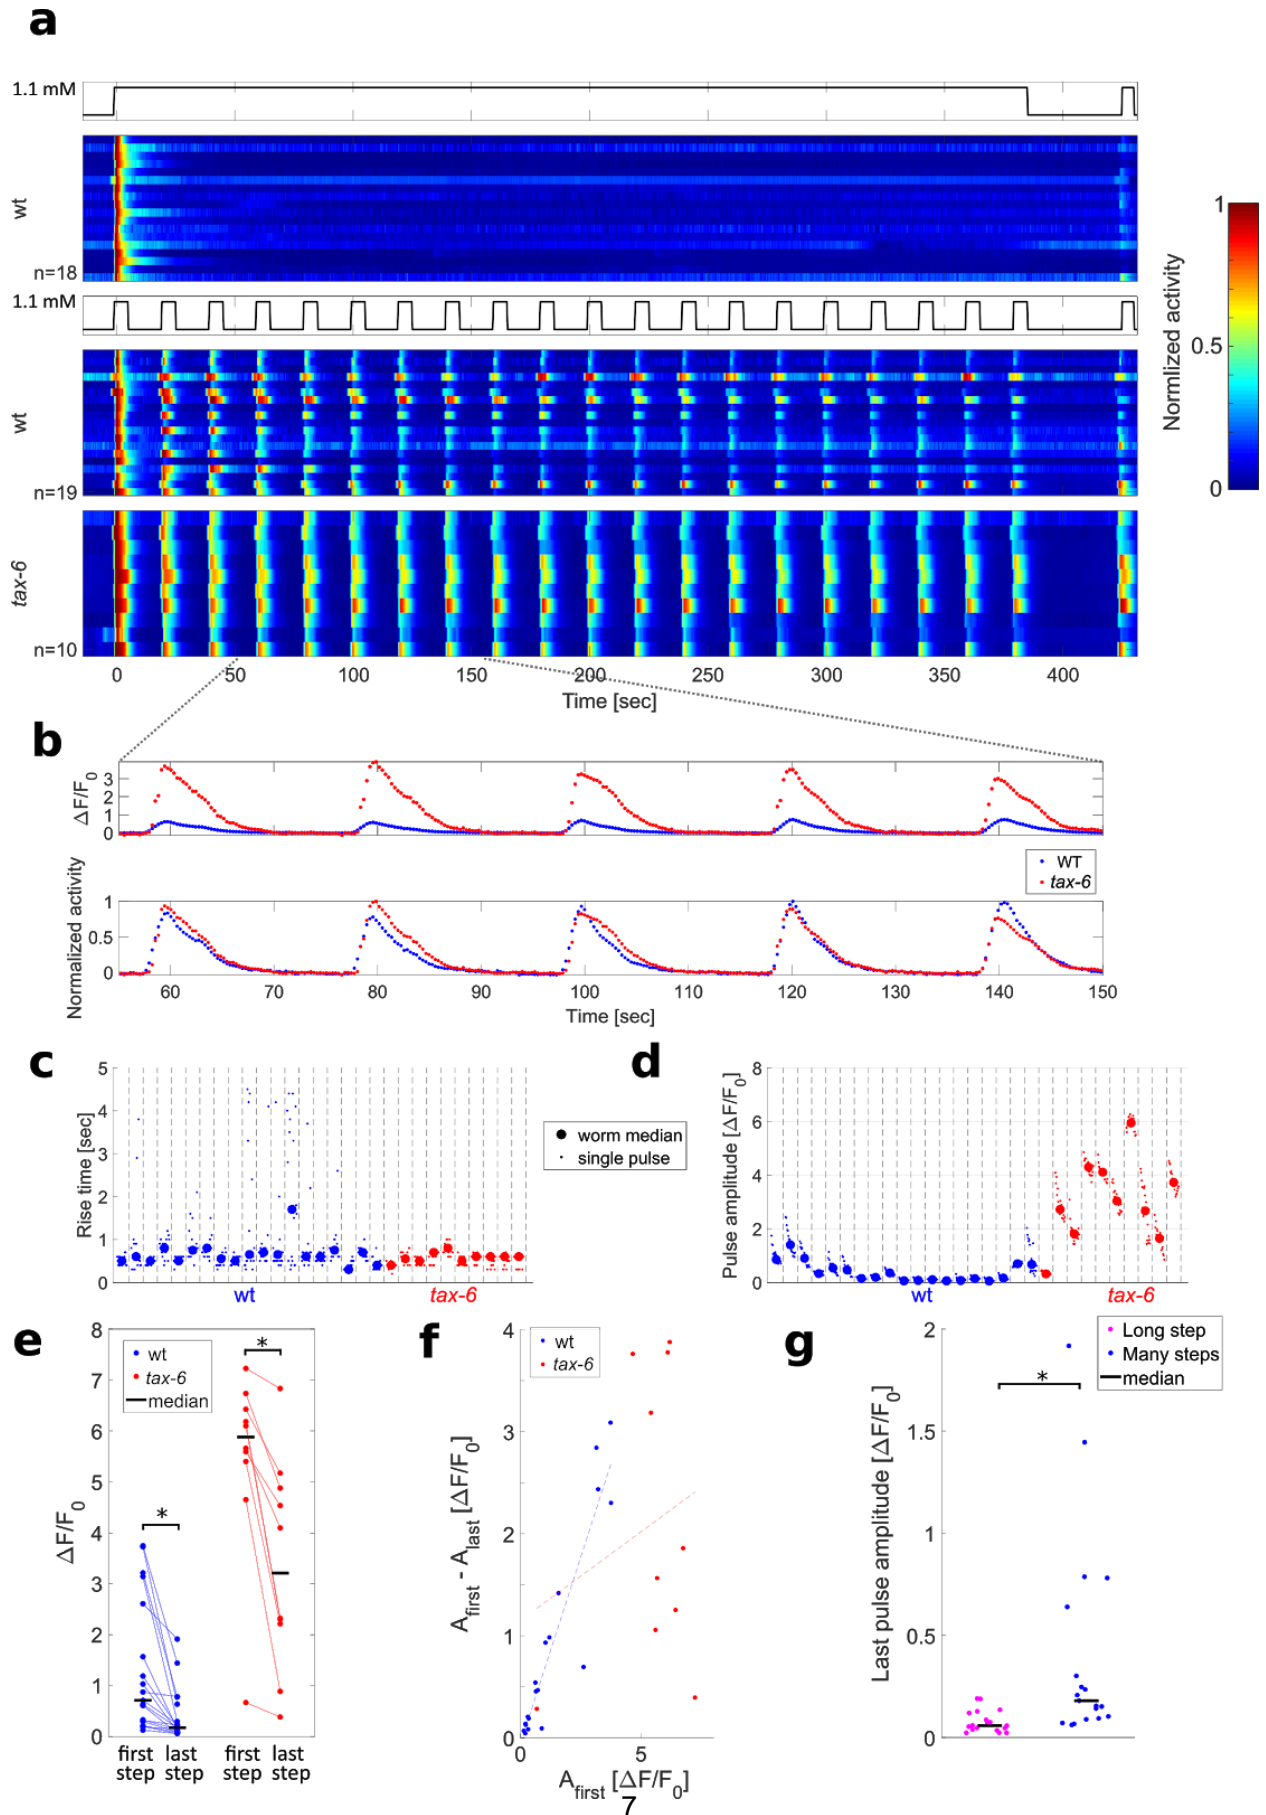 a
1.1 mM
wt
n=18
1.1 mM
wt
n=19
tax-6
n=10
0 50 100 150 200 250 300 350 400
Time [sec]
1
0.5
0
Normlized activity
b
ΔF/F0
3
2
1
0
WT
tax-6
Normalized activity
1
0.5
0
60 70 80 90 100 110 120 130 140 150
Time [sec]
c
Rise time [sec]
5
4
3
2
1
0
wt tax-6
worm median
single pulse
d
Pulse amplitude [ΔF/F0]
8
6
4
2
0
wt tax-6
e
ΔF/F0
8
7
6
5
4
3
2
1
0
wt
tax-6
median
*
*
first step
last step
first step
last step
f
Afirst - Alast [ΔF/F0]
4
3
2
1
0
wt
tax-6
0 5
Afirst [ΔF/F0]
g
Last pulse amplitude [ΔF/F0]
2
1.5
1
0.5
0
Long step
Many steps
median
*
7